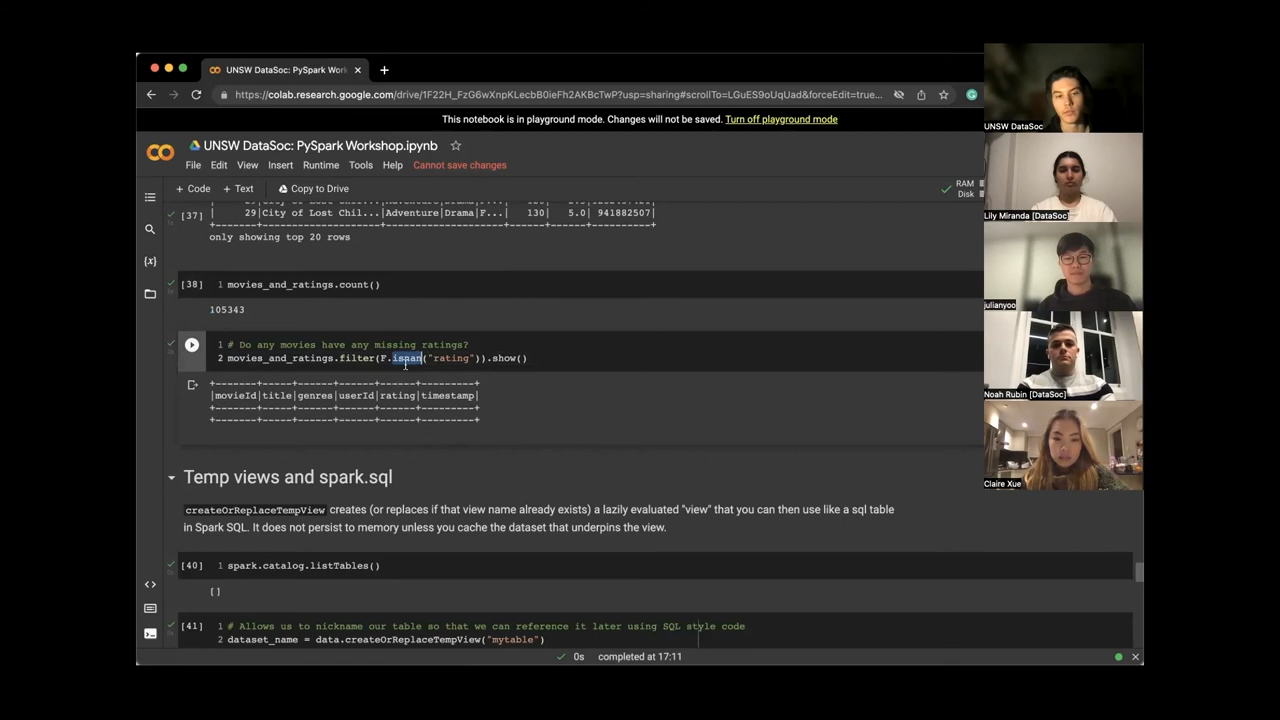 UNSW DataSoc: PySpark Work
https://colab.research.google.com/drive/1F22H_FzG6wXnpKLecbB0ieFh2AKBcTwP?usp=sharing#scrollTo=LGuES9oUqUad&forceEdit=true...
This notebook is in playground mode. Changes will not be saved. Turn off playground mode
UNSW DataSoc: PySpark Workshop.ipynb
File Edit View Insert Runtime Tools Help Cannot save changes
+ Code + Text Copy to Drive
RAM
Disk
[37]
| 29|City of Lost Chil...|Adventure|Drama|F...| 130| 5.0| 941882507|
+------+--------------------+--------------------+------+------+----------+
only showing top 20 rows
[38] 1 movies_and_ratings.count()
105343
1 # Do any movies have any missing ratings?
2 movies_and_ratings.filter(F.isnan("rating")).show()
+-------+-----+------+------+------+---------+
|movieId|title|genres|userId|rating|timestamp|
+-------+-----+------+------+------+---------+
+-------+-----+------+------+------+---------+
Temp views and spark.sql
createOrReplaceTempView creates (or replaces if that view name already exists) a lazily evaluated "view" that you can then use like a sql table
in Spark SQL. It does not persist to memory unless you cache the dataset that underpins the view.
[40] 1 spark.catalog.listTables()
[]
[41] 1 # Allows us to nickname our table so that we can reference it later using SQL style code
2 dataset_name = data.createOrReplaceTempView("mytable")
0s completed at 17:11
UNSW DataSoc
Lily Miranda [DataSoc]
julianyoo
Noah Rubin [DataSoc]
Claire Xue